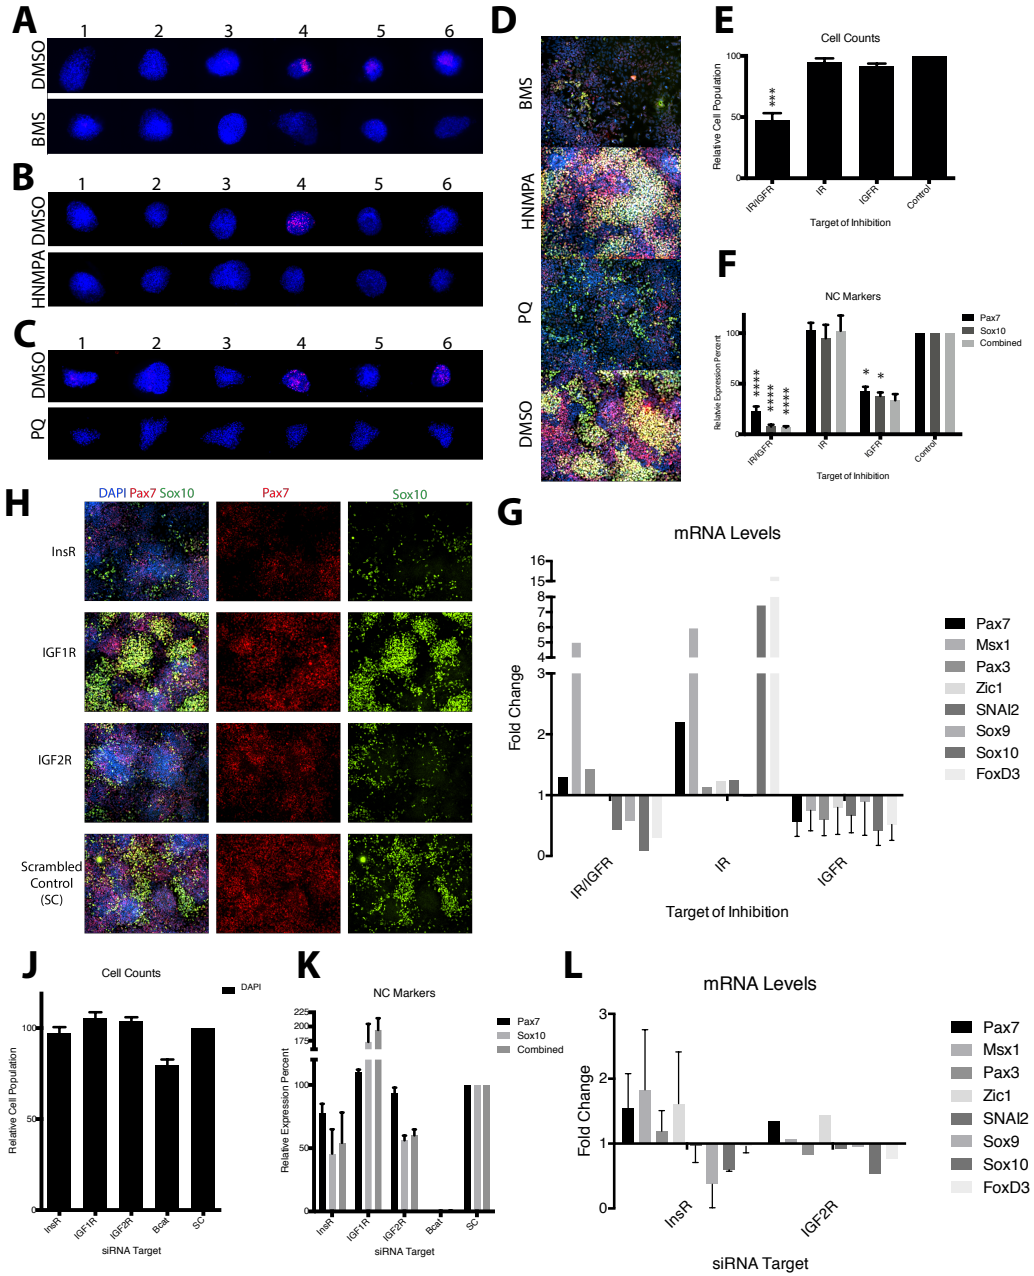 A
1 2 3 4 5 6
DMSO
BMS
B
1 2 3 4 5 6
DMSO
HNMPA
C
1 2 3 4 5 6
DMSO
PQ
D
BMS
HNMPA
PQ
DMSO
E
Cell Counts
Relative Cell Population
100
50
0
***
IR/IGFR
IR
IGFR
Control
Target of Inhibition
F
NC Markers
Relatvie Expression Percent
100
50
0
****
****
****
*
*
IR/IGFR
IR
IGFR
Control
Target of Inhibition
Pax7
Sox10
Combined
H
DAPI Pax7 Sox10
Pax7
Sox10
InsR
IGF1R
IGF2R
Scrambled
Control
(SC)
G
mRNA Levels
Fold Change
16
15
8
7
6
5
4
3
2
1
0
IR/IGFR
IR
IGFR
Target of Inhibition
Pax7
Msx1
Pax3
Zic1
SNAI2
Sox9
Sox10
FoxD3
J
Cell Counts
DAPI
Relative Cell Population
100
50
0
InsR
IGF1R
IGF2R
Bcat
SC
siRNA Target
K
NC Markers
Relative Expression Percent
225
200
175
100
50
0
InsR
IGF1R
IGF2R
Bcat
SC
siRNA Target
Pax7
Sox10
Combined
L
mRNA Levels
Fold Change
3
2
1
0
InsR
IGF2R
siRNA Target
Pax7
Msx1
Pax3
Zic1
SNAI2
Sox9
Sox10
FoxD3